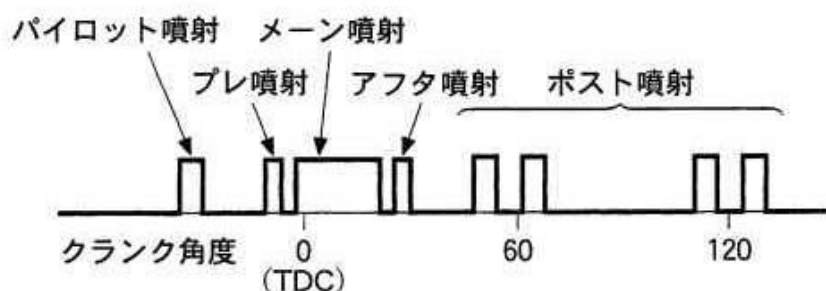 パイロット噴射
メーン噴射
プレ噴射
アフタ噴射
ポスト噴射
クランク角度
0
60
120
(TDC)